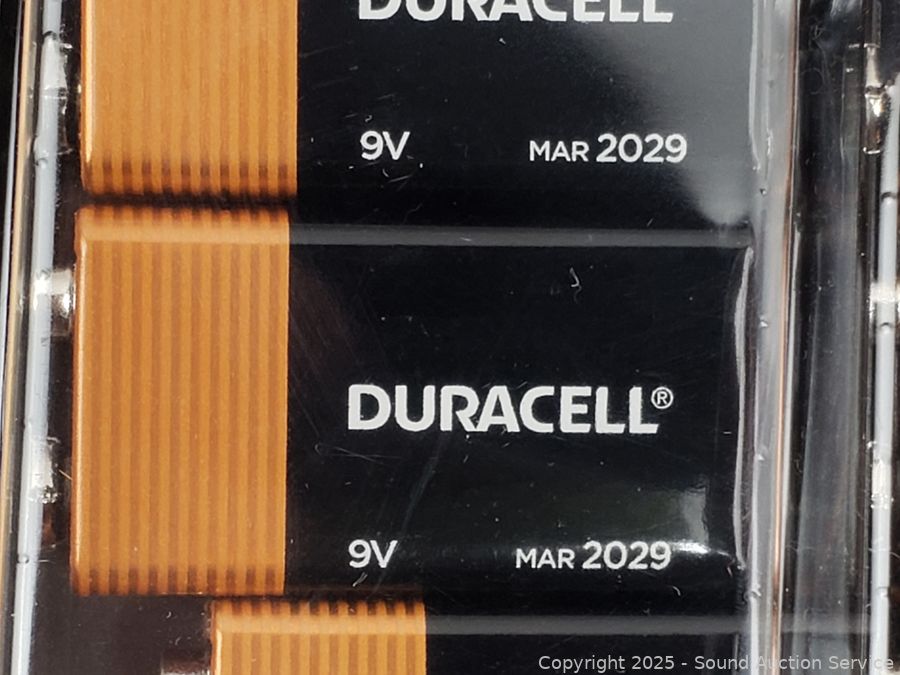 DURACELL
9V MAR 2029
DURACELL®
9V MAR 2029
Copyright 2025 - Sound Auction Service